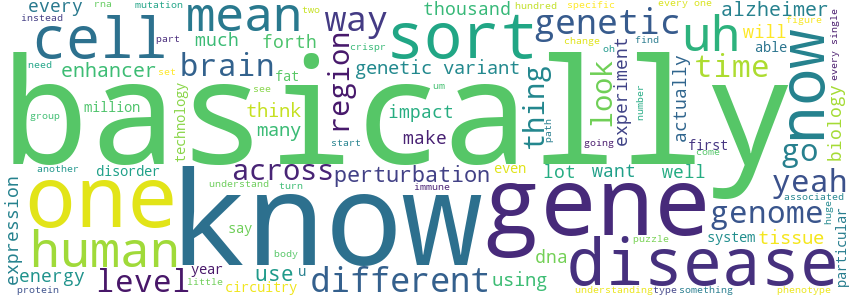 every rna mutation two thousand hundred specific every one alzheimer
instead part mean way much forth crispr genetic change find oh uh will figure able
cell sort now every single
need enhancer set brain fat region genetic variant time
see thing look experiment actually
group million technology think many um impact make path number first come go biology
basically
another disorder start across perturbation even going lot want well yeah
understand turn immune associated
expression one know gene genome huge
human say body puzzle dna system tissue particular
energy level year use u different using disease
protein little circuitry understanding type something phenotype